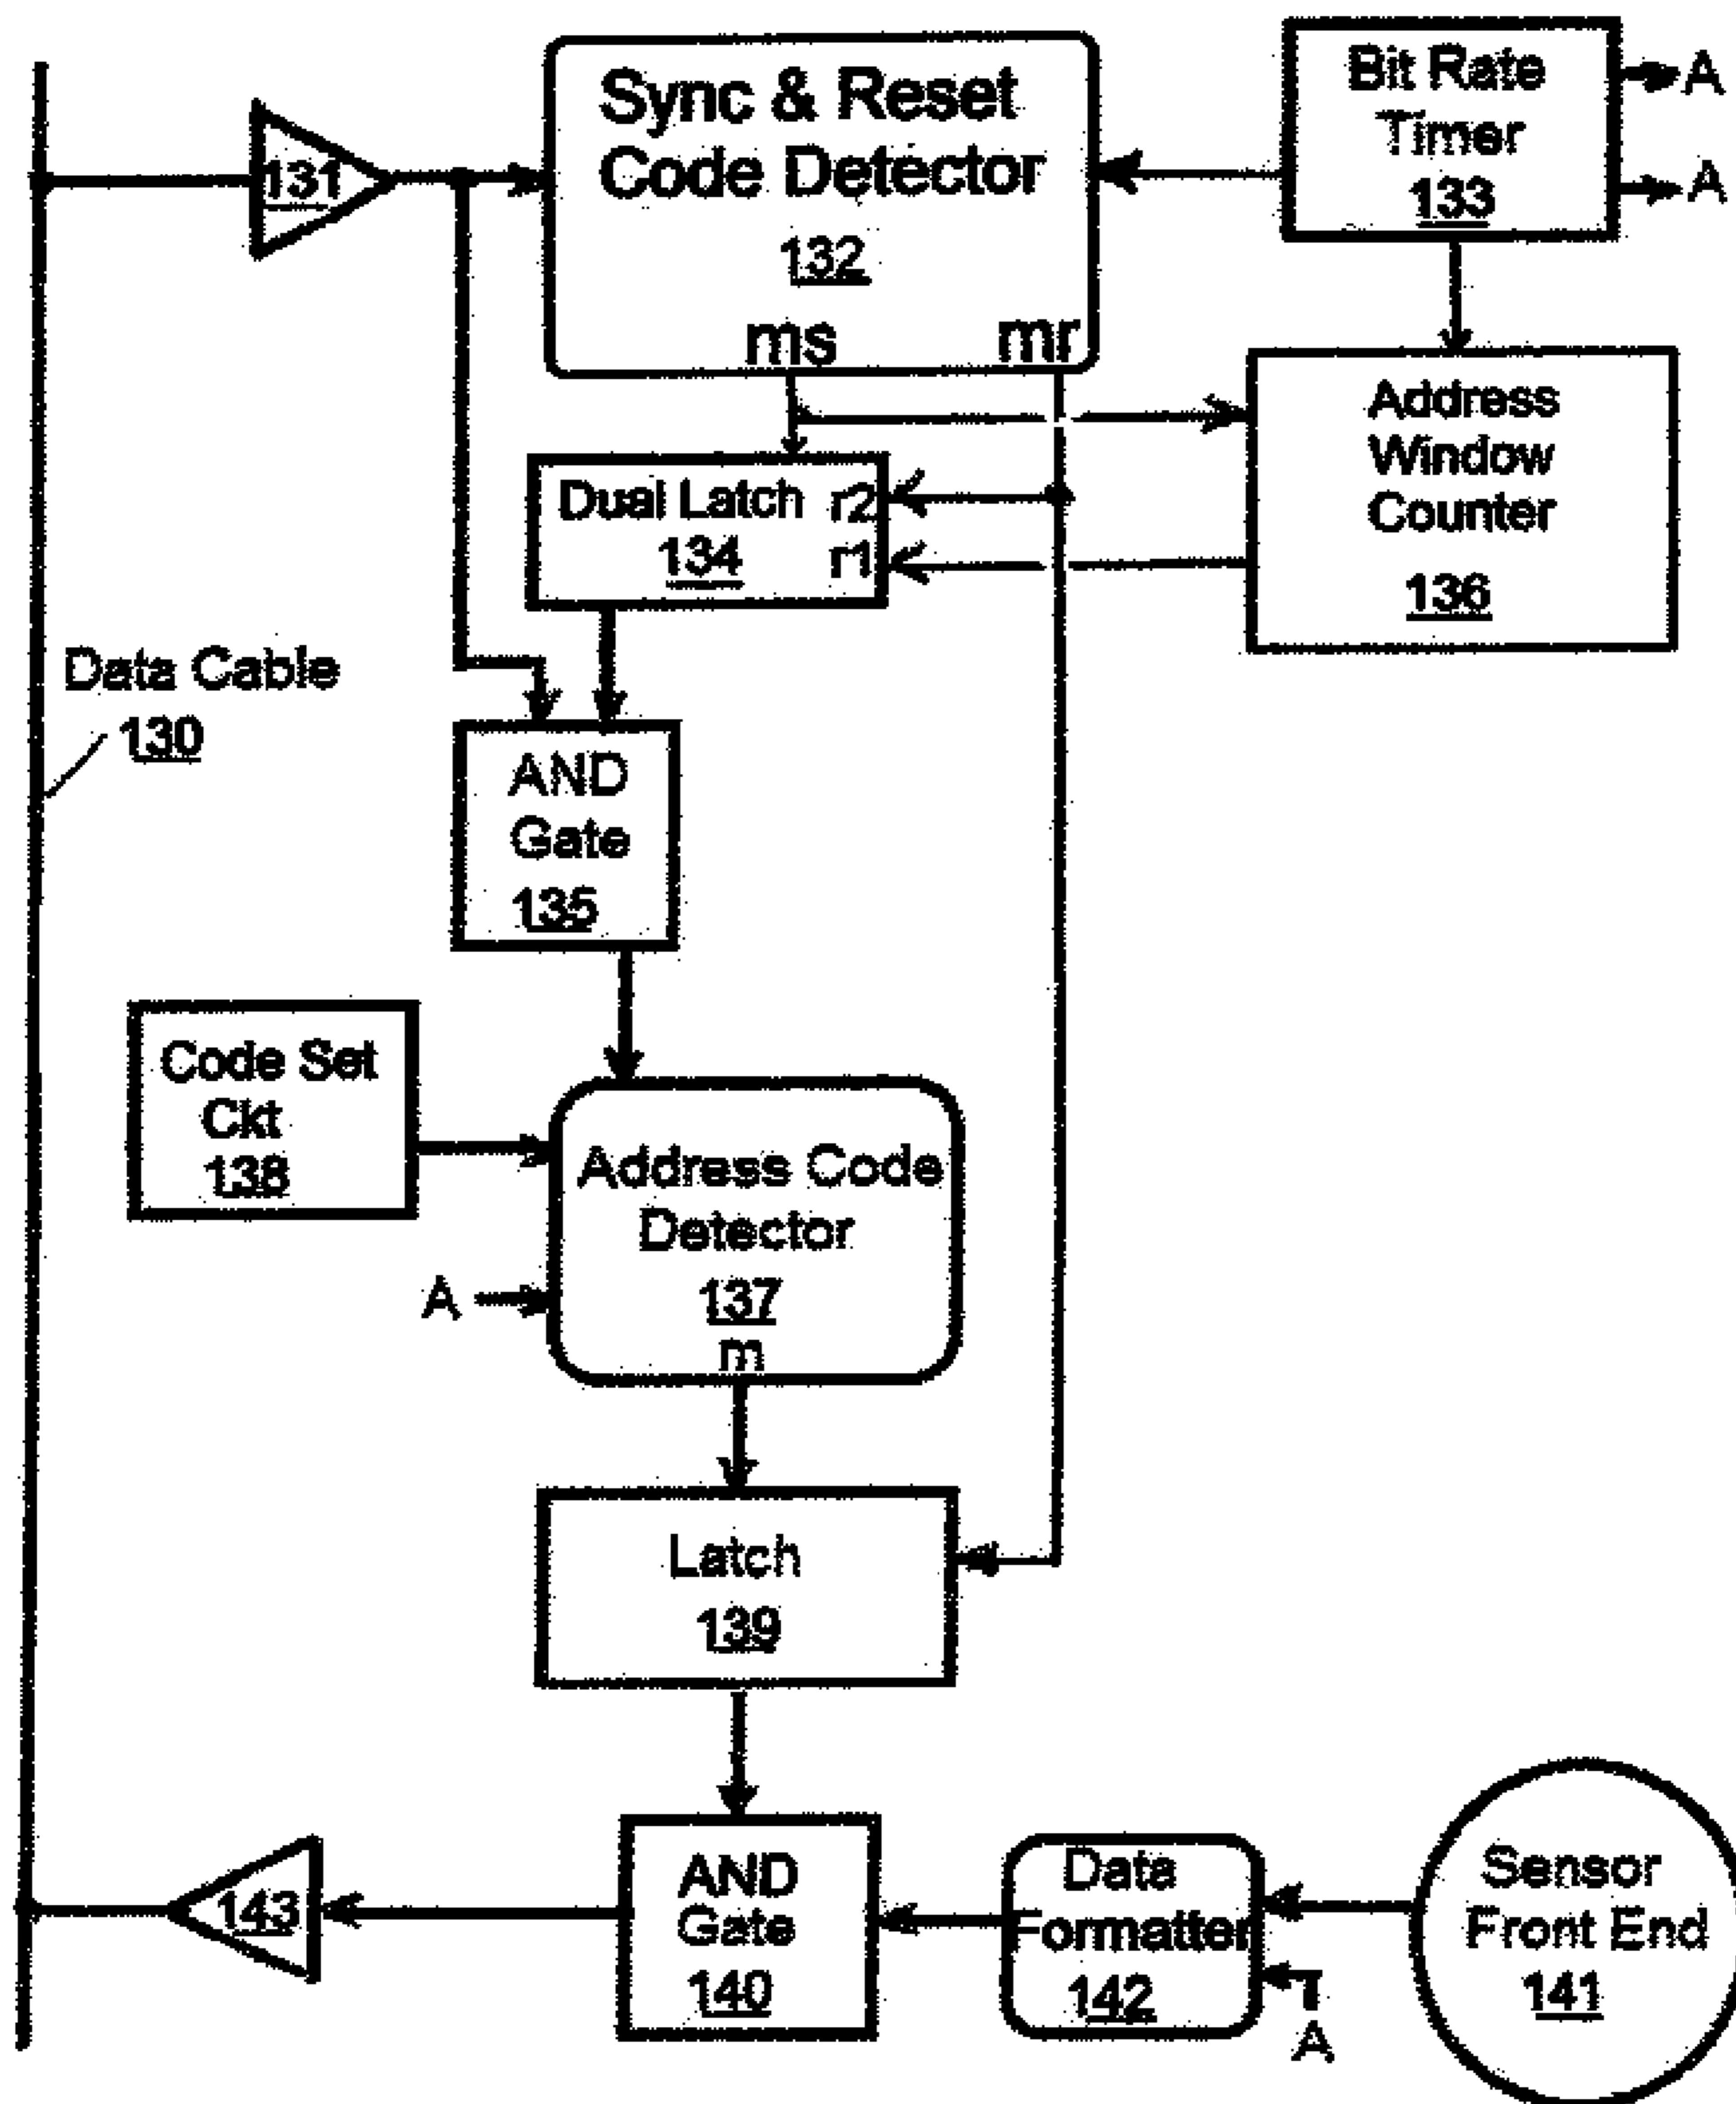 Sync & Reset
Code Detector
132
ms
mr
Bit Rate
Timer
133
A
A
131
Address
Window
Counter
136
Dual Latch
134
r2
r1
Data Cable
130
AND
Gate
135
Code Set
Ckt
138
Address Code
Detector
137
m
A
Latch
139
AND
Gate
140
Data
Formatter
142
A
Sensor
Front End
141
143